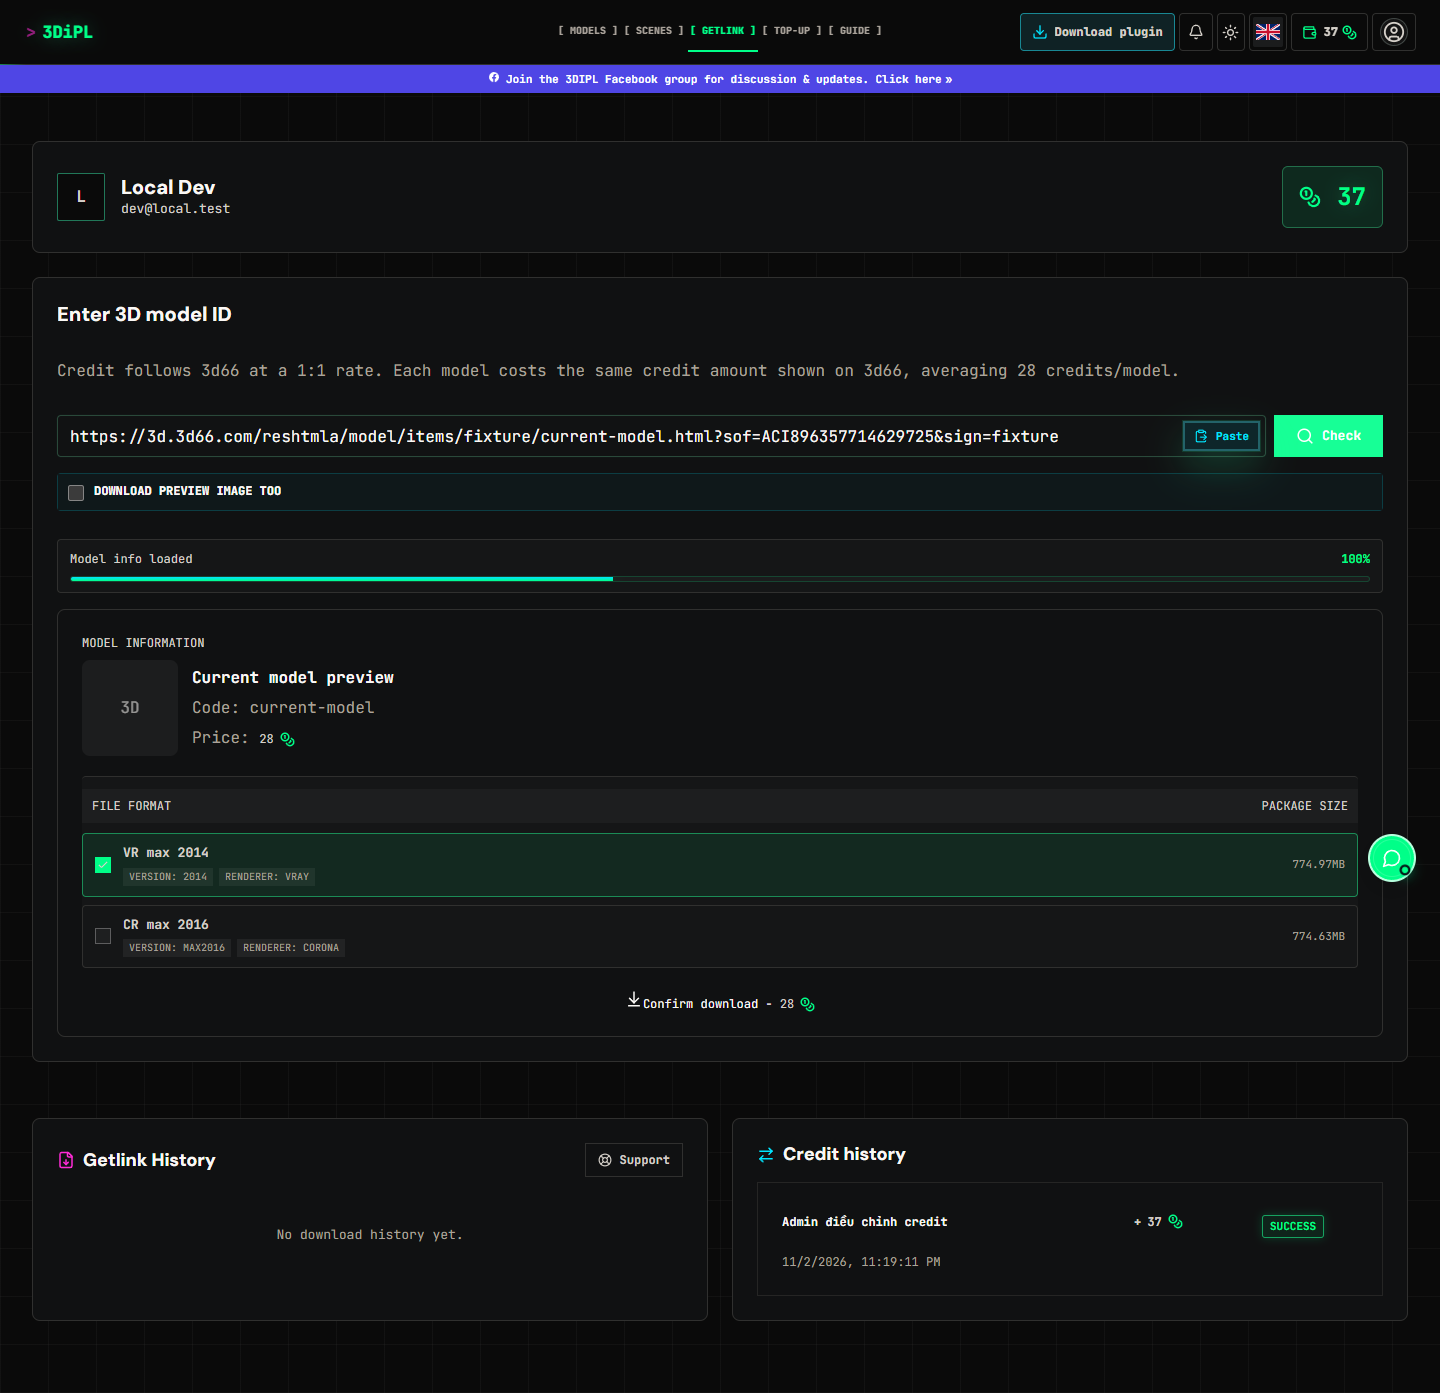 > 3DiPL
[ MODELS ] [ SCENES ] [ GETLINK ] [ TOP-UP ] [ GUIDE ]
Download plugin
37
Join the 3DIPL Facebook group for discussion & updates. Click here »
L
Local Dev
dev@local.test
37
Enter 3D model ID
Credit follows 3d66 at a 1:1 rate. Each model costs the same credit amount shown on 3d66, averaging 28 credits/model.
https://3d.3d66.com/reshtmla/model/items/fixture/current-model.html?sof=ACI896357714629725&sign=fixture
Paste
Check
DOWNLOAD PREVIEW IMAGE TOO
Model info loaded
100%
MODEL INFORMATION
3D
Current model preview
Code: current-model
Price: 28
FILE FORMAT
PACKAGE SIZE
VR max 2014
VERSION: 2014
RENDERER: VRAY
774.97MB
CR max 2016
VERSION: MAX2016
RENDERER: CORONA
774.63MB
Confirm download - 28
Getlink History
Support
No download history yet.
Credit history
Admin điều chỉnh credit
+ 37
SUCCESS
11/2/2026, 11:19:11 PM